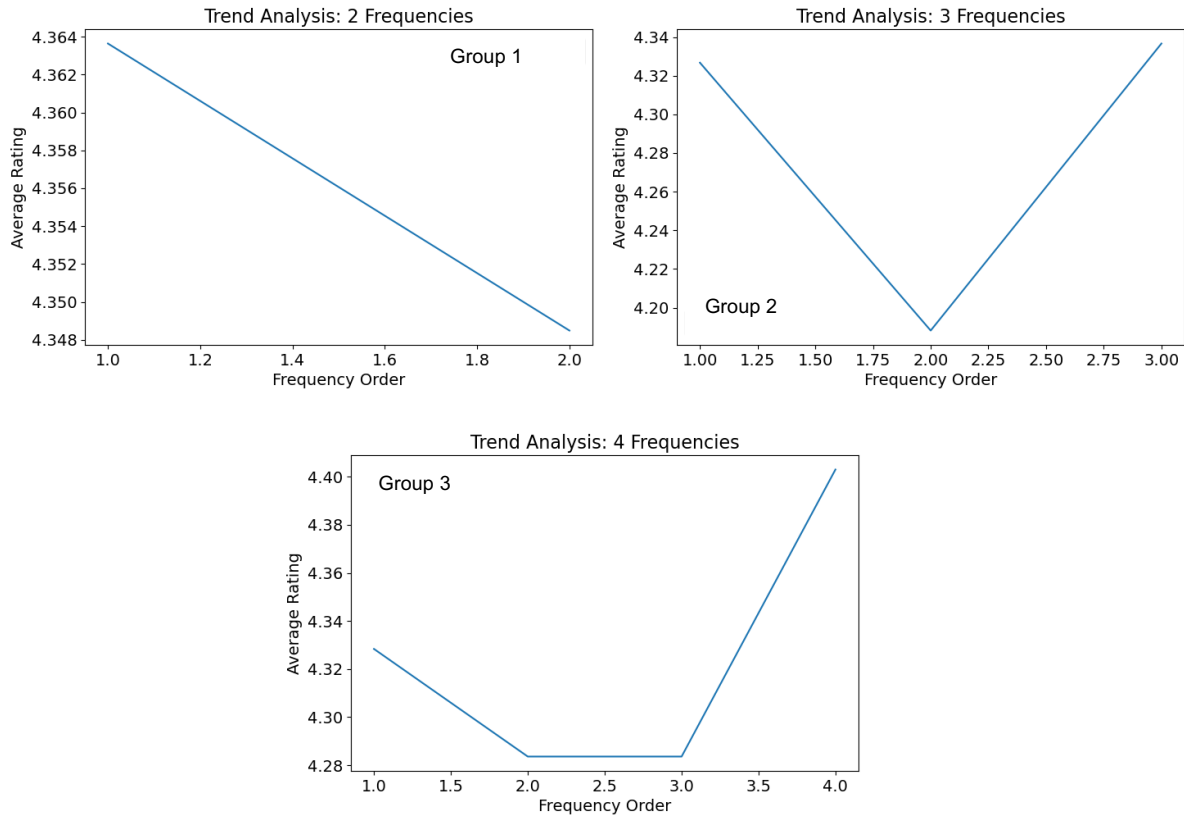 Trend Analysis: 2 Frequencies
Group 1
Average Rating
4.364
4.362
4.360
4.358
4.356
4.354
4.352
4.350
4.348
1.0 1.2 1.4 1.6 1.8 2.0
Frequency Order
Trend Analysis: 3 Frequencies
Group 2
Average Rating
4.34
4.32
4.30
4.28
4.26
4.24
4.22
4.20
1.00 1.25 1.50 1.75 2.00 2.25 2.50 2.75 3.00
Frequency Order
Trend Analysis: 4 Frequencies
Group 3
Average Rating
4.40
4.38
4.36
4.34
4.32
4.30
4.28
1.0 1.5 2.0 2.5 3.0 3.5 4.0
Frequency Order